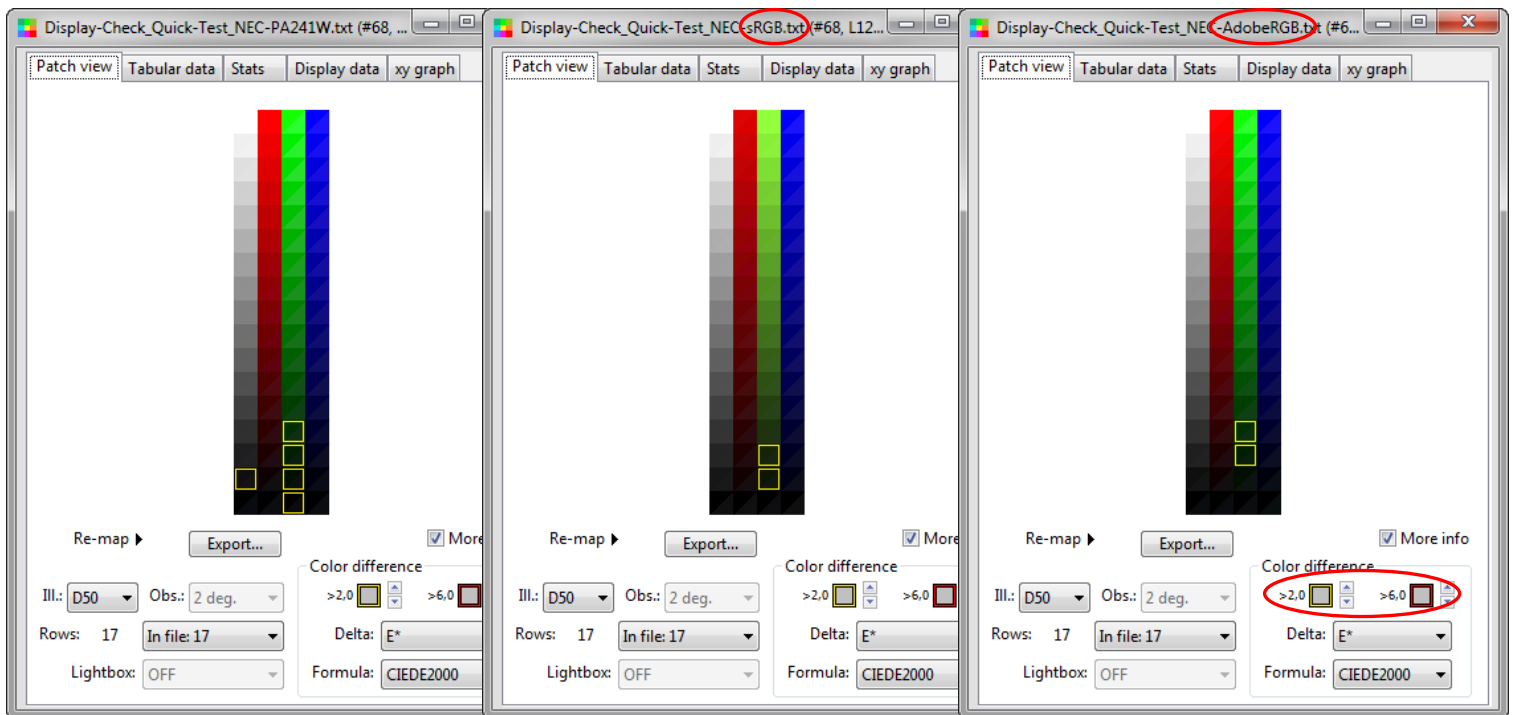 Display-Check_Quick-Test_NEC-PA241W.txt (#68, ...
Patch view Tabular data Stats Display data xy graph
Re-map Export... More
Color difference
Ill.: D50 Obs.: 2 deg. >2,0 >6,0
Rows: 17 In file: 17 Delta: E*
Lightbox: OFF Formula: CIEDE2000
Display-Check_Quick-Test_NEC-sRGB.txt (#68, L12...
Patch view Tabular data Stats Display data xy graph
Re-map Export... More
Color difference
Ill.: D50 Obs.: 2 deg. >2,0 >6,0
Rows: 17 In file: 17 Delta: E*
Lightbox: OFF Formula: CIEDE2000
Display-Check_Quick-Test_NEC-AdobeRGB.txt (#6...
Patch view Tabular data Stats Display data xy graph
Re-map Export... More info
Color difference
Ill.: D50 Obs.: 2 deg. >2,0 >6,0
Rows: 17 In file: 17 Delta: E*
Lightbox: OFF Formula: CIEDE2000